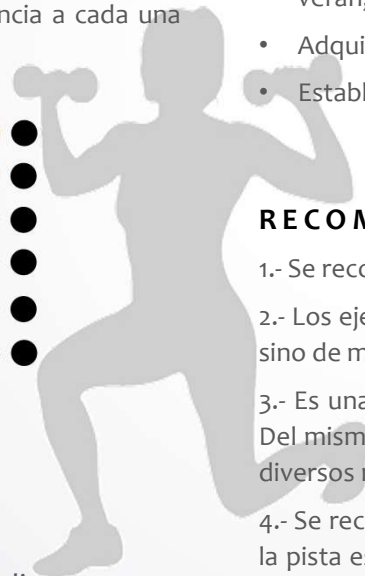 ncia a cada una
•
• Adqui
• Establ
RECOM
1.- Se reco
2.- Los eje
sino de m
3.- Es una
Del mism
diversos
4.- Se rec
la pista es